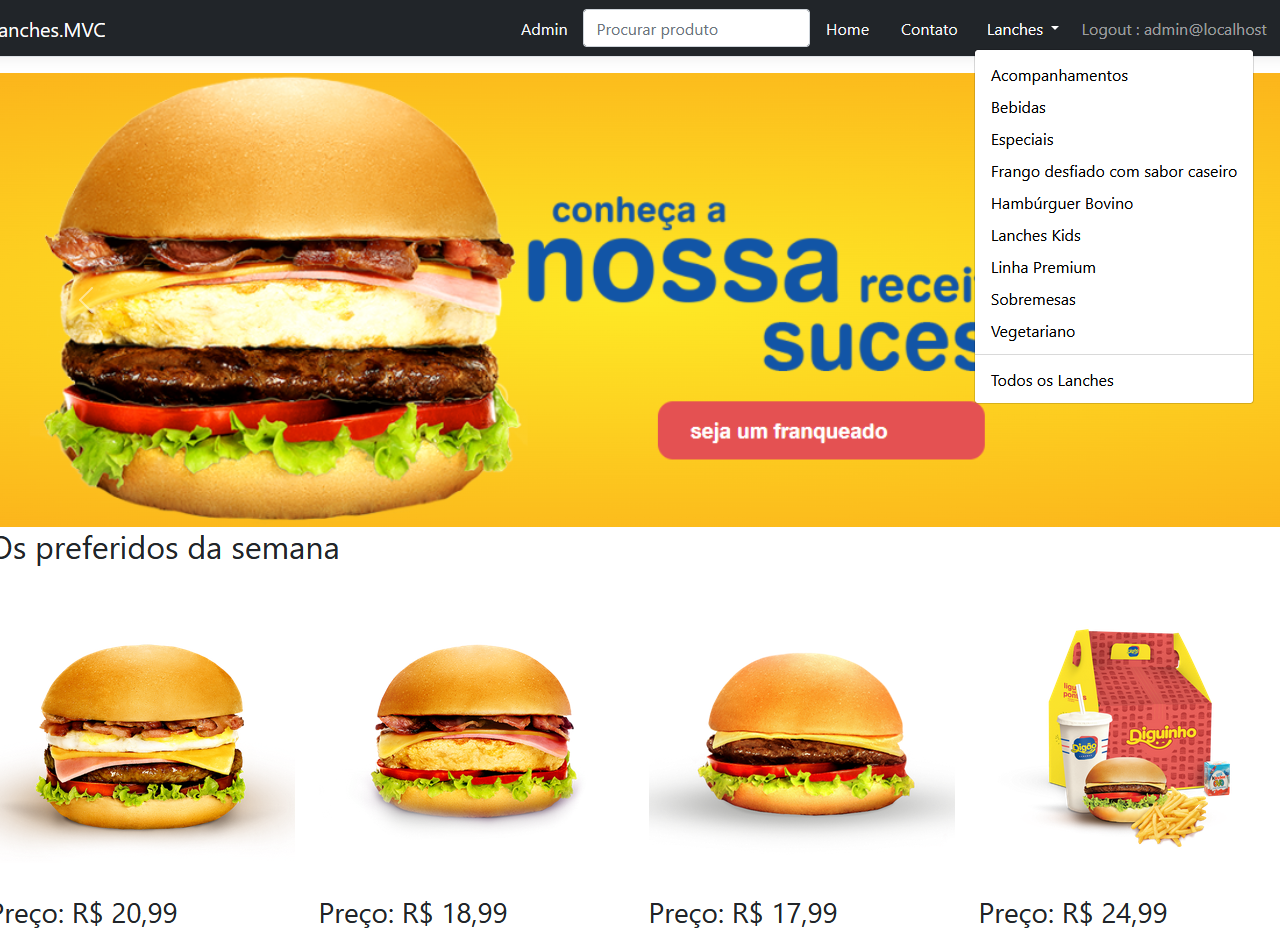 anches.MVC
Admin
Procurar produto
Home
Contato
Lanches
Logout : admin@localhost
Acompanhamentos
Bebidas
Especiais
Frango desfiado com sabor caseiro
Hambúrguer Bovino
Lanches Kids
Linha Premium
Sobremesas
Vegetariano
Todos os Lanches
conheça a
nossa recei
suces
seja um franqueado
Os preferidos da semana
Diguinho
Digão
Preço: R$ 20,99
Preço: R$ 18,99
Preço: R$ 17,99
Preço: R$ 24,99